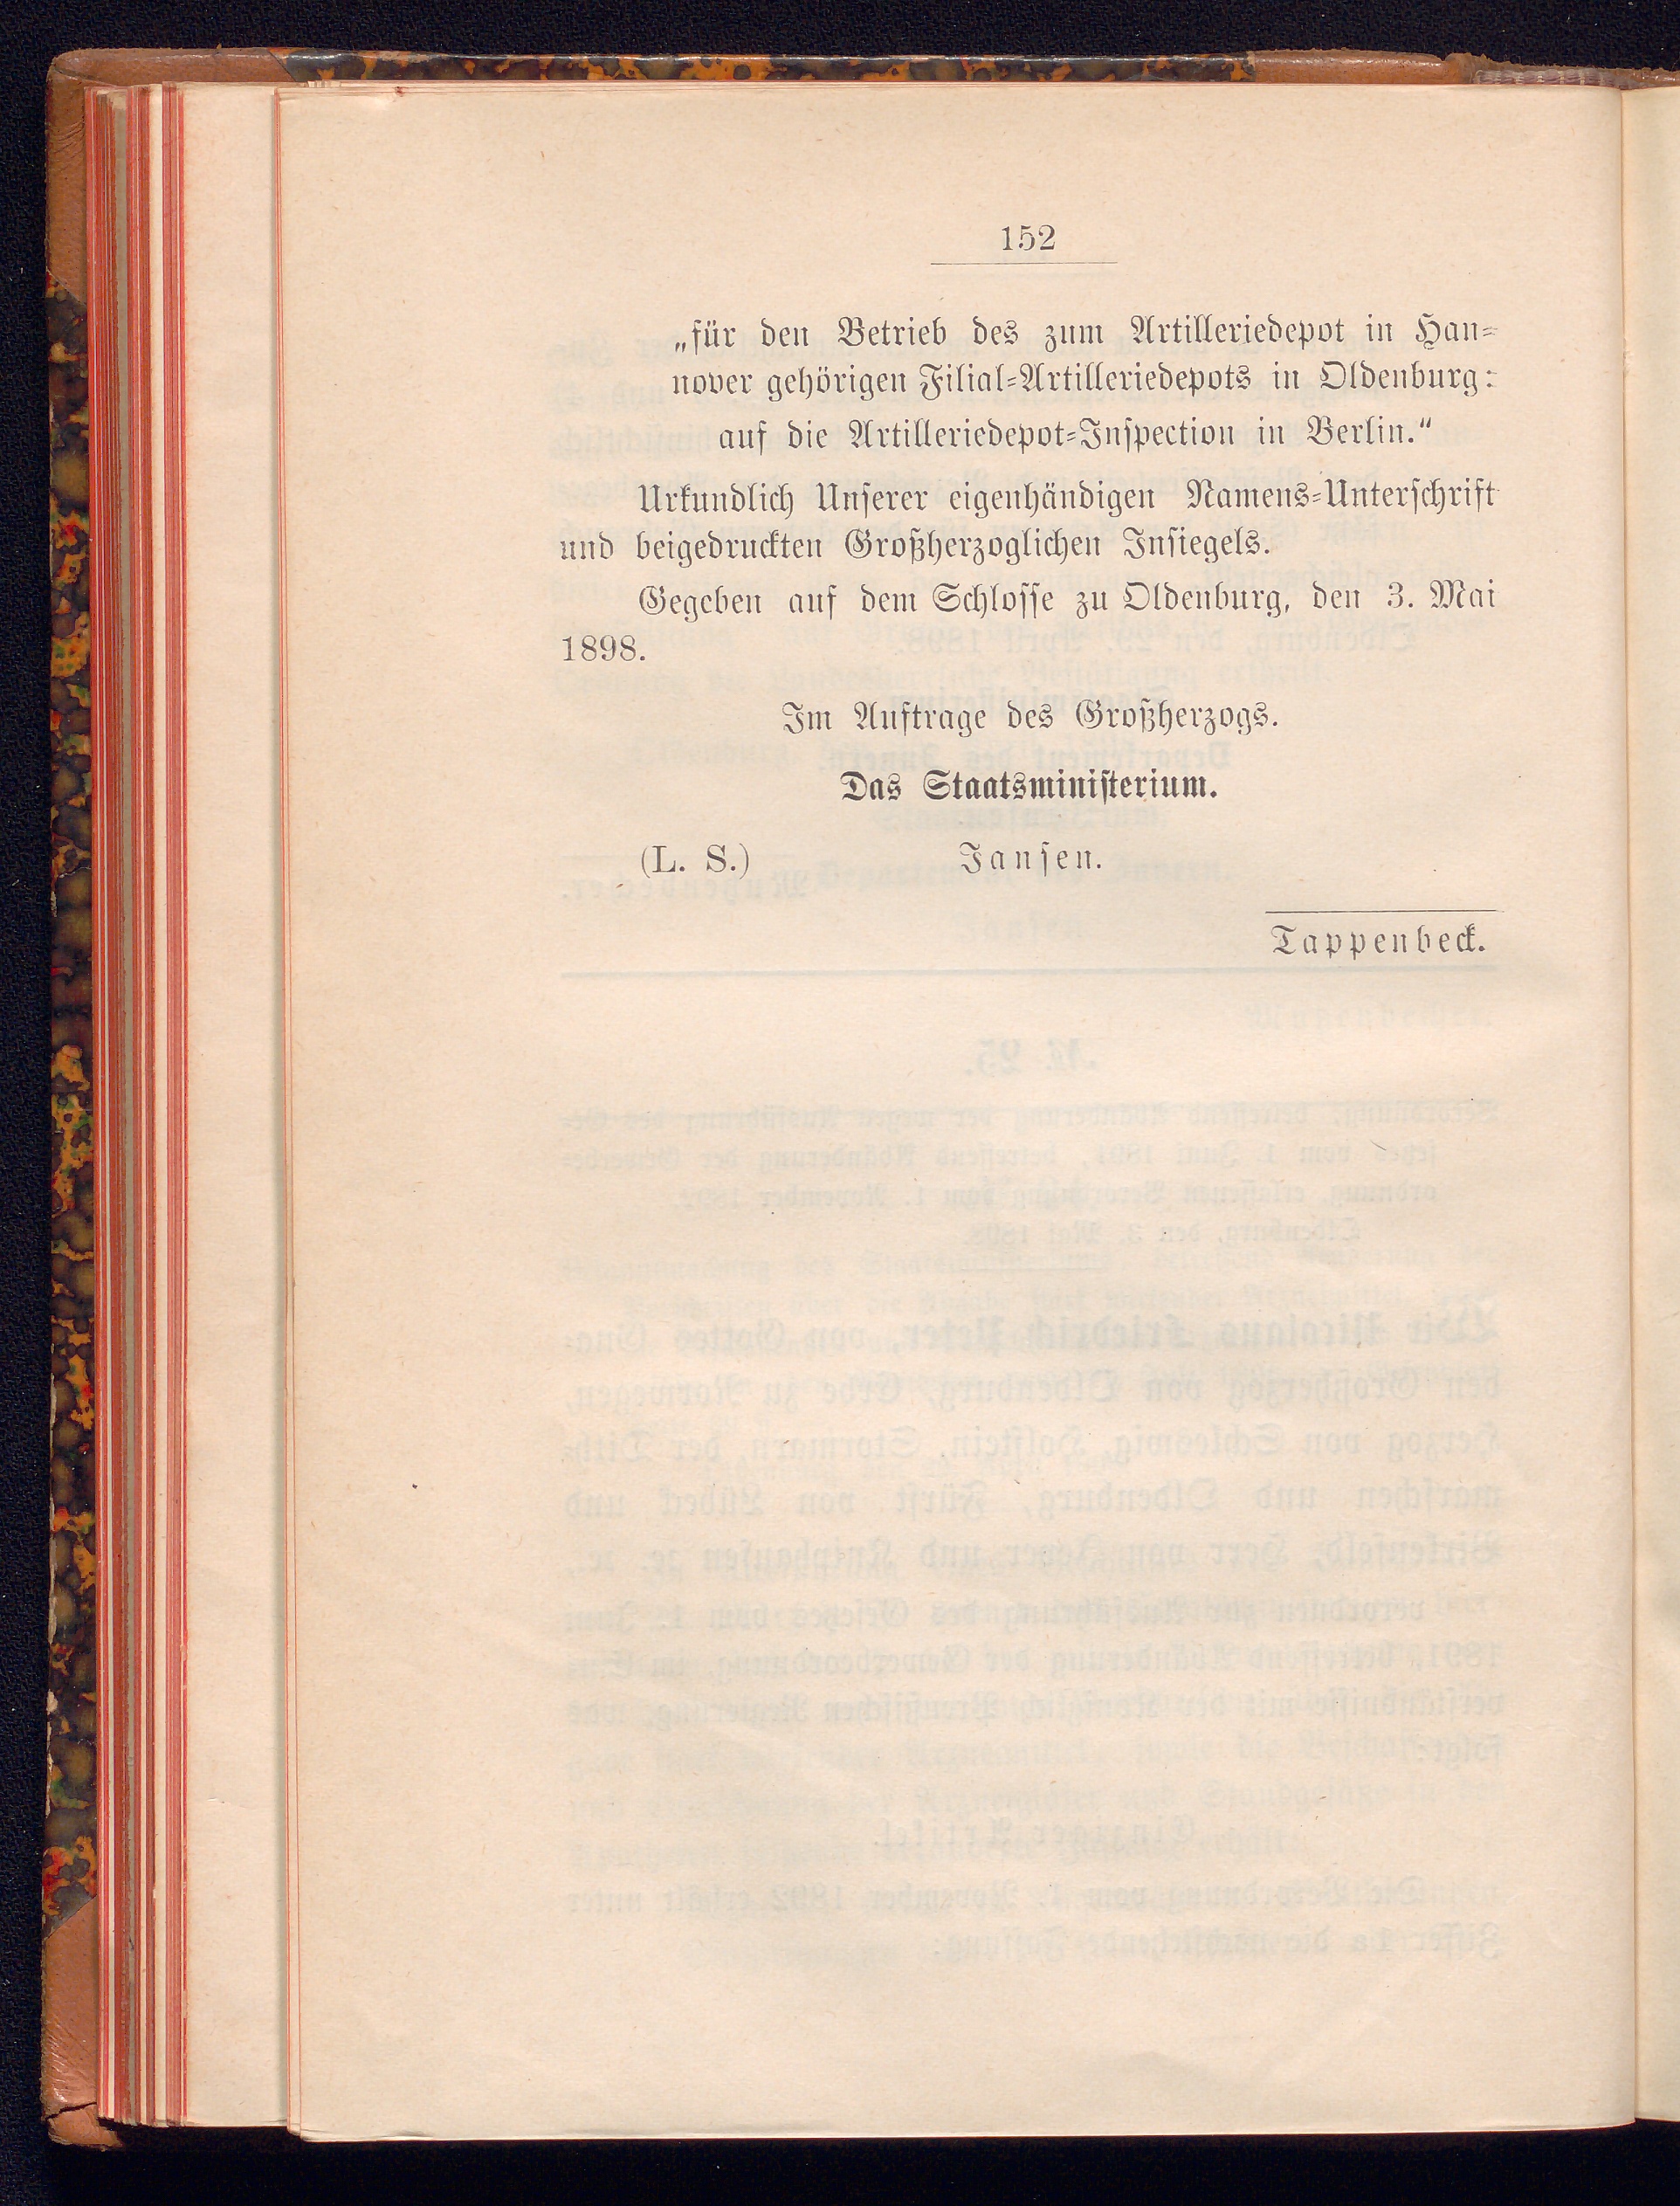 152
„für den Betrieb des zum Artilleriedepot in Han-
nover gehörigen Filial-Artilleriedepots in Oldenburg:
auf die Artilleriedepot-Inspection in Berlin.“
Urkundlich Unserer eigenhändigen Namens-Unterschrift
und beigedruckten Großherzoglichen Insiegels.
Gegeben auf dem Schlosse zu Oldenburg, den 3. Mai
1898.
Im Auftrage des Großherzogs.
Das Staatsministerium.
(L. S.) Jansen.
Tappenbeck.